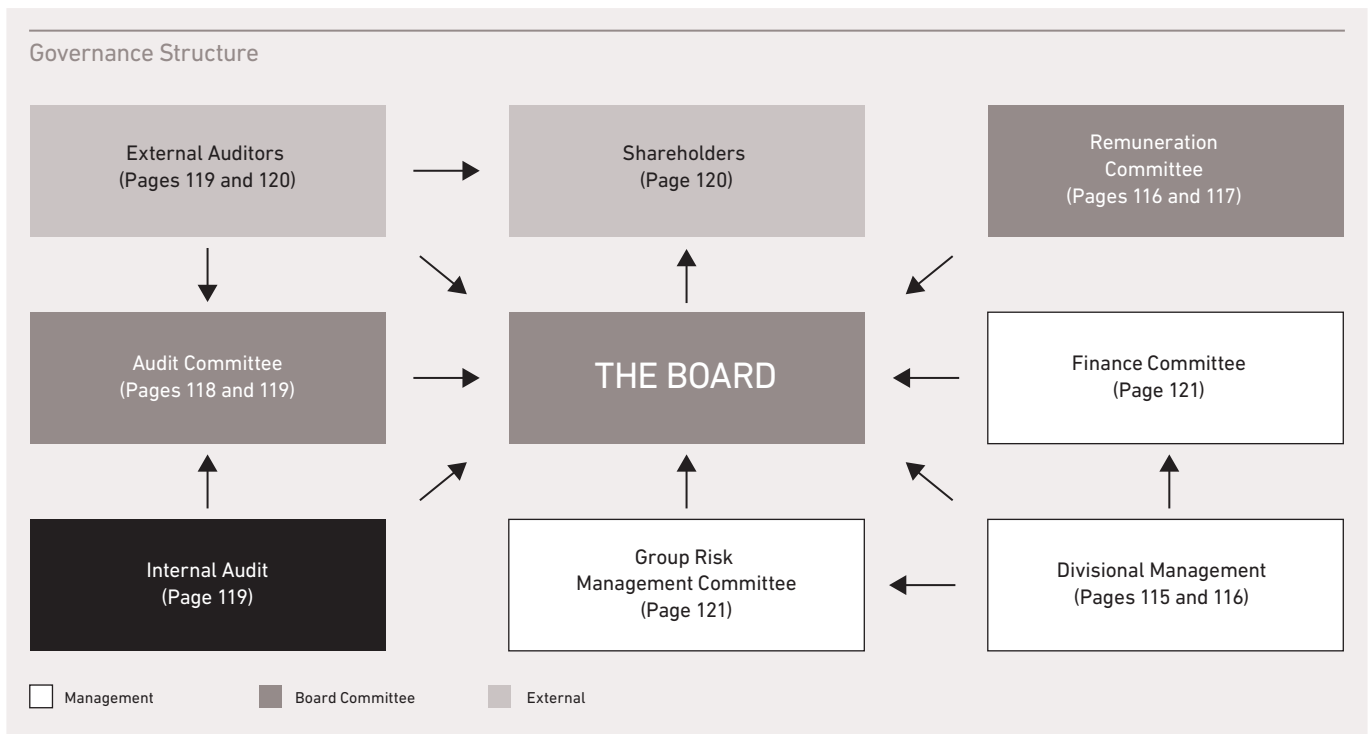 Governance Structure
External Auditors
(Pages 119 and 120)
Shareholders
(Page 120)
Remuneration
Committee
(Pages 116 and 117)
Audit Committee
(Pages 118 and 119)
THE BOARD
Finance Committee
(Page 121)
Internal Audit
(Page 119)
Group Risk
Management Committee
(Page 121)
Divisional Management
(Pages 115 and 116)
Management
Board Committee
External